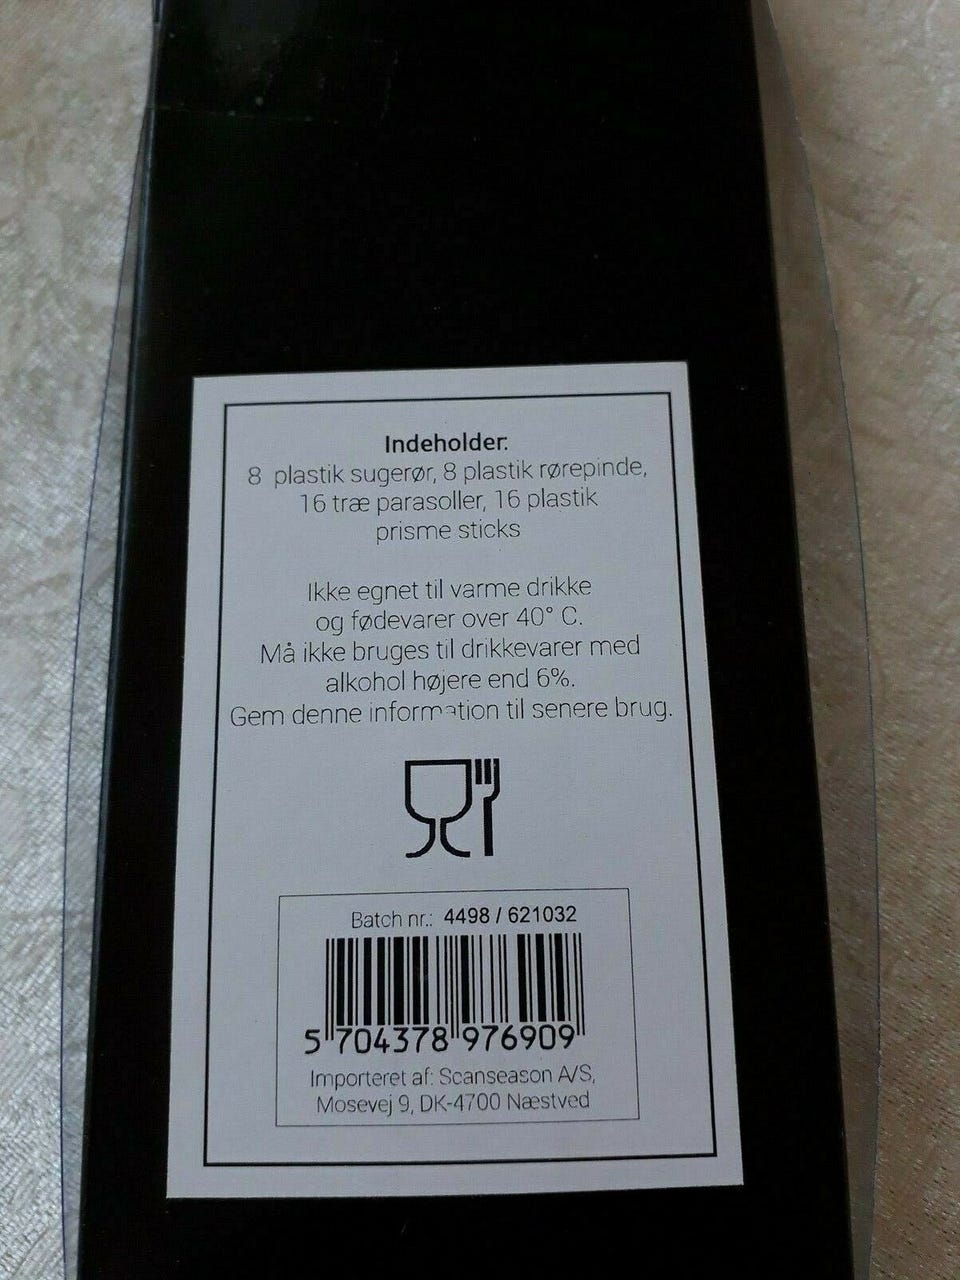 Indeholder:
8 plastik sugerør, 8 plastik rørepinde,
16 træ parasoller, 16 plastik
prisme sticks
Ikke egnet til varme drikke
og fødevarer over 40° C.
Må ikke bruges til drikkevarer med
alkohol højere end 6%.
Gem denne information til senere brug.
Batch nr.: 4498 / 621032
5 704378 976909
Importeret af: Scanseason A/S,
Mosevej 9, DK-4700 Næstved